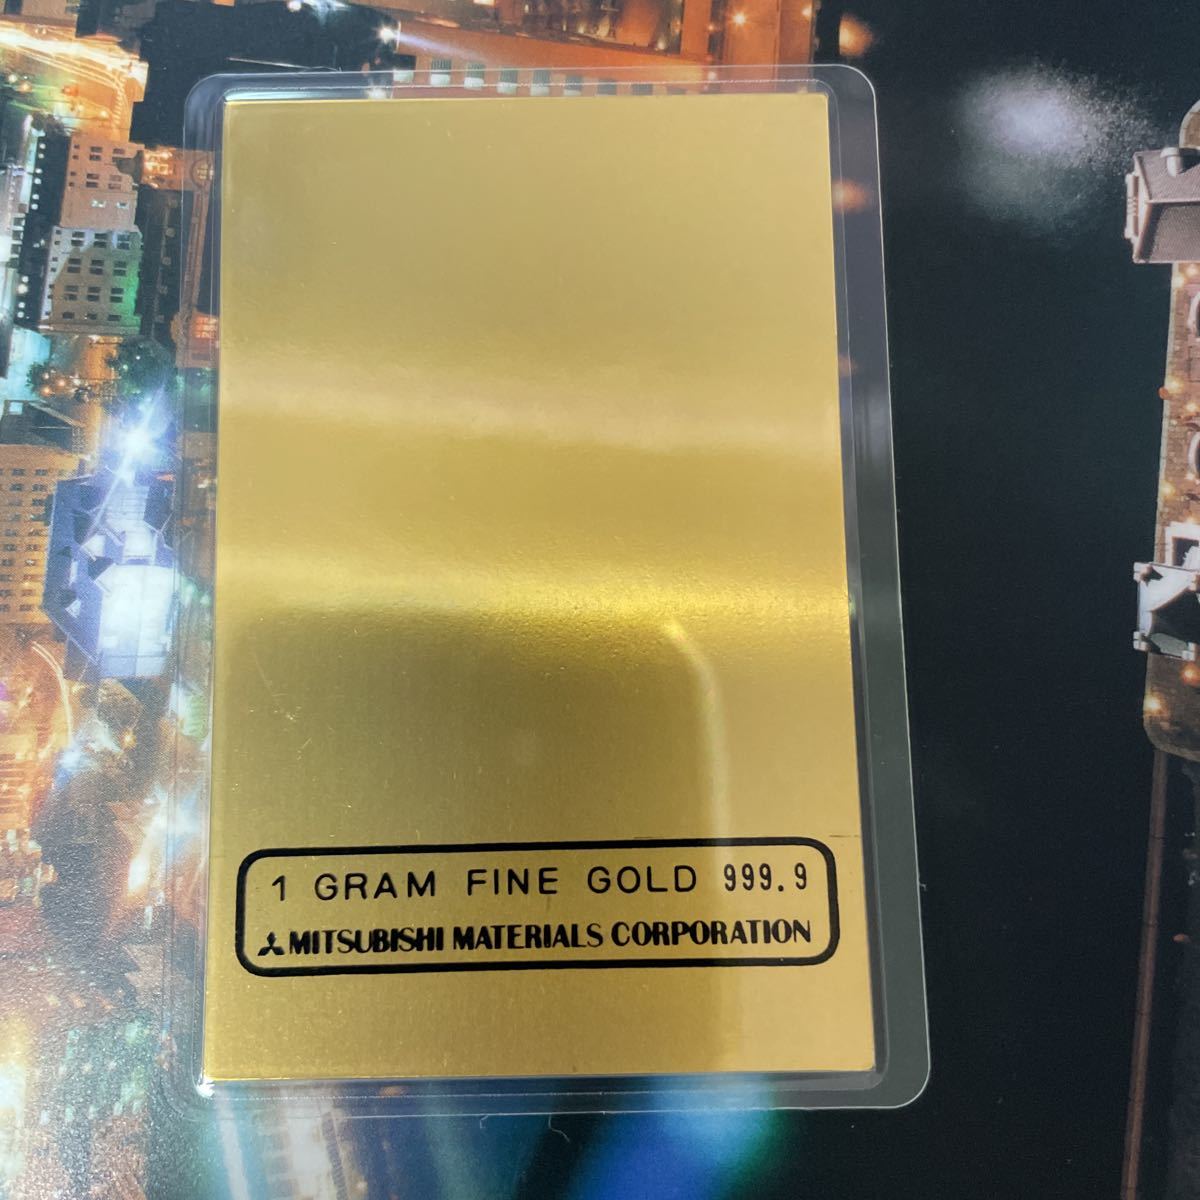 1 GRAM FINE GOLD 999.9
MITSUBISHI MATERIALS CORPORATION